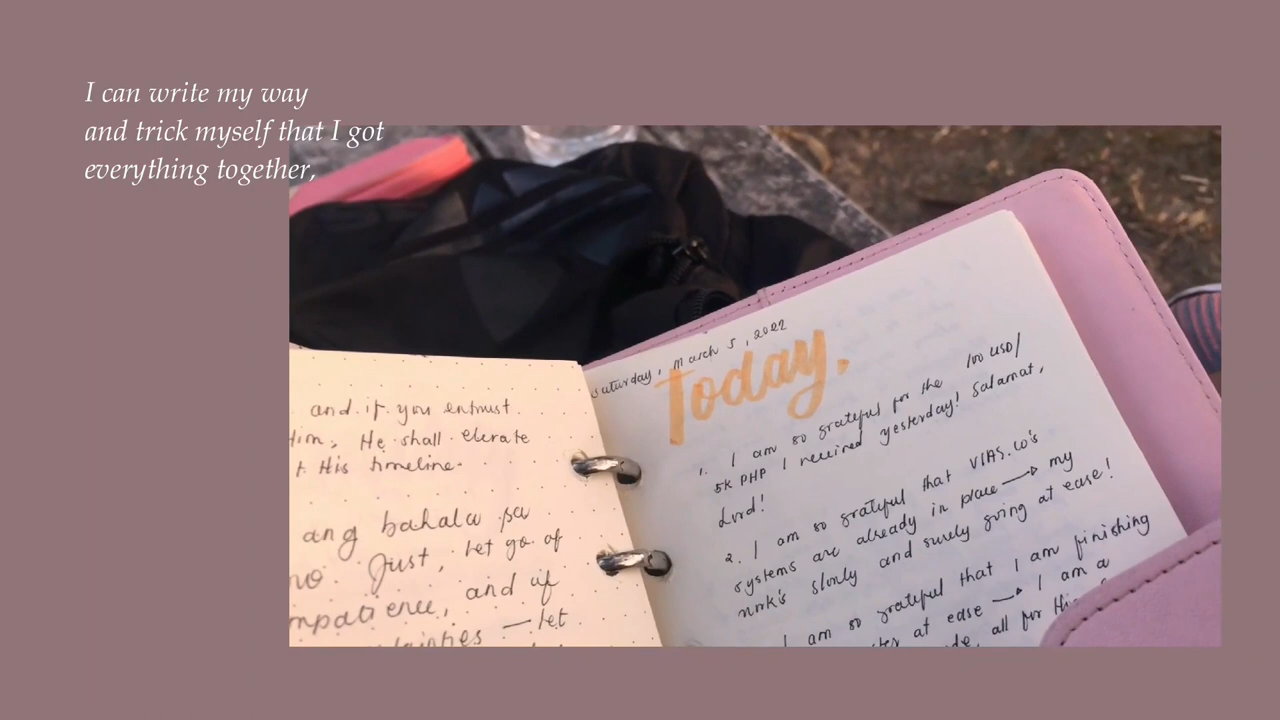 I can write my way
and trick myself that I got
everything together,
and if you entrust
Him, He shall elevate
His timeline.
ang bahala sa
Just, let go of
and if
— let
Saturday, March 5, 2022
Today.
1. I am so grateful for the 100 USD/
5k PHP I received yesterday! Salamat,
Lord!
2. I am so grateful that VIAS.CO's
systems are already in place → my
work's slowly and surely going at ease!
I am so grateful that I am finishing
at ease → I am a
all for His